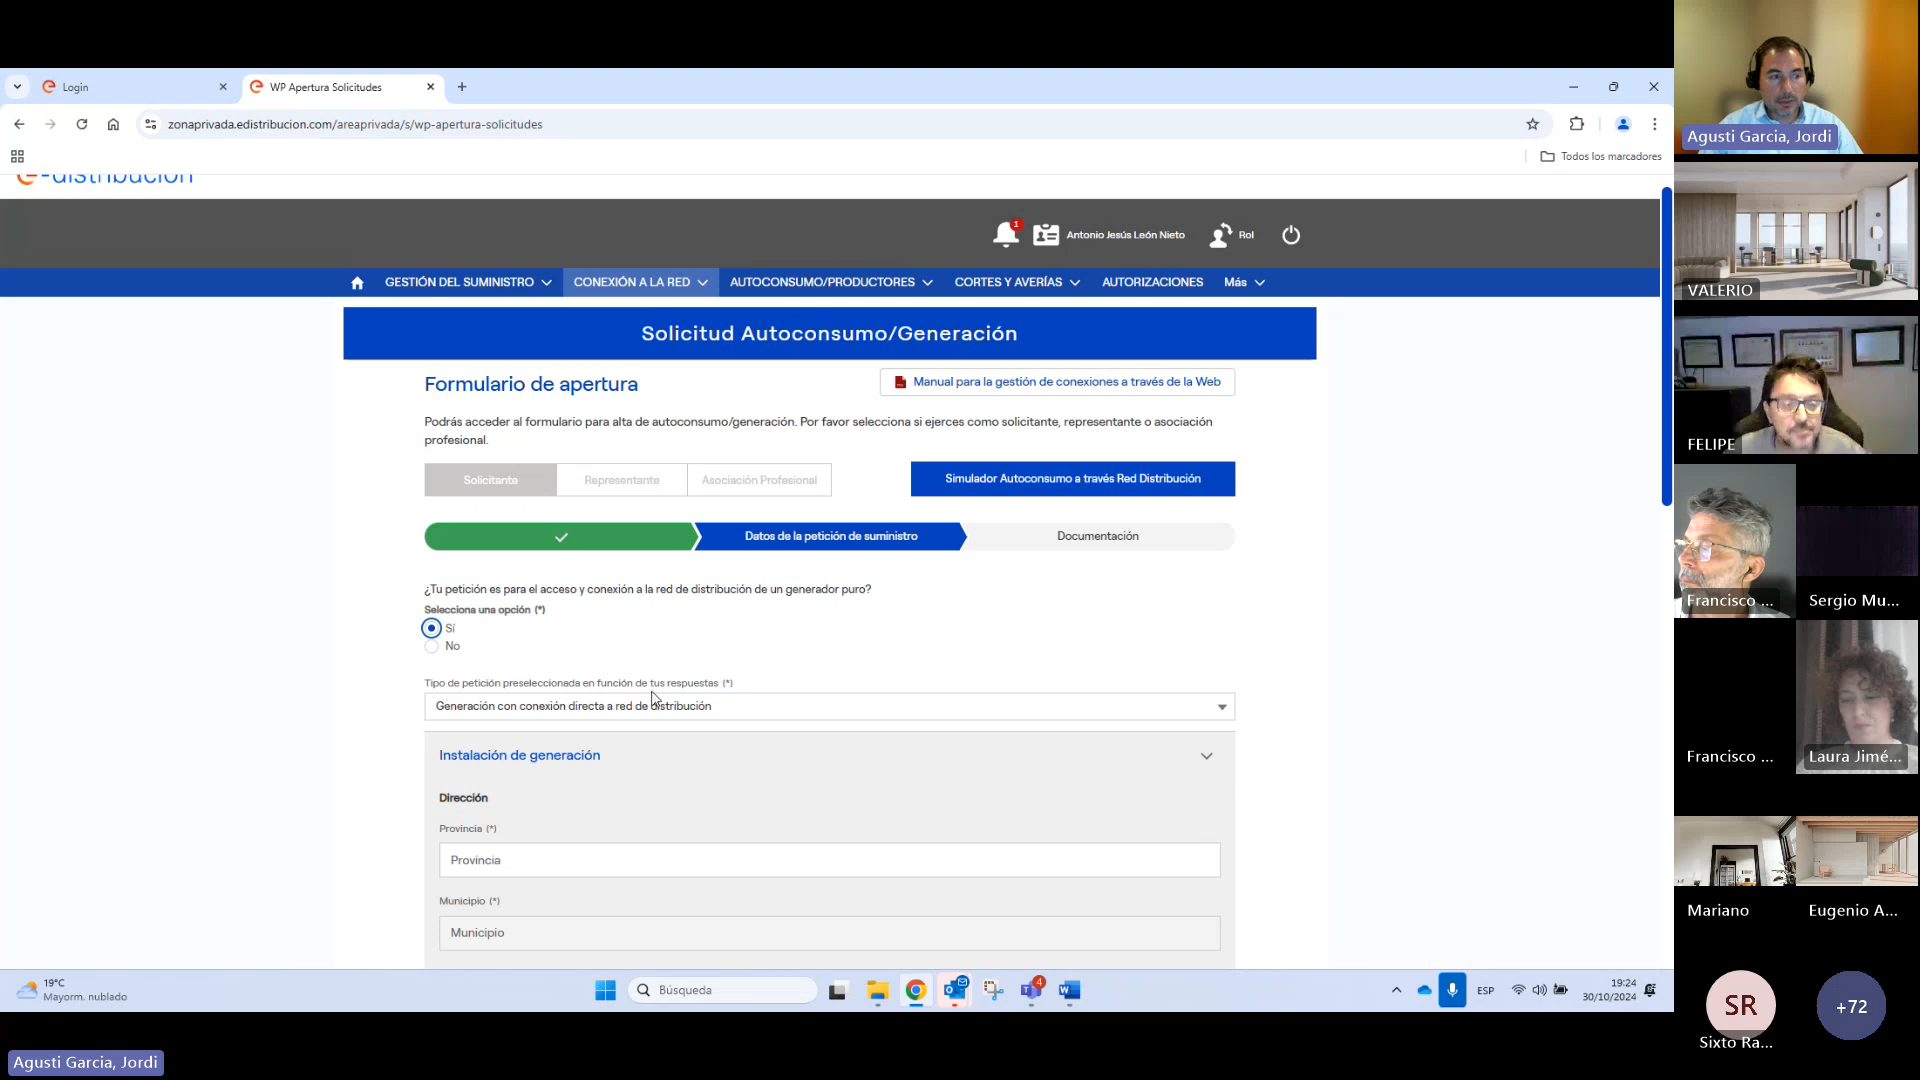 Login
WP Apertura Solicitudes
zonaprivada.edistribucion.com/areaprivada/s/wp-apertura-solicitudes
Todos los marcadores
e-distribución
1
Antonio Jesús León Nieto
Rol
GESTIÓN DEL SUMINISTRO
CONEXIÓN A LA RED
AUTOCONSUMO/PRODUCTORES
CORTES Y AVERÍAS
AUTORIZACIONES
Más
Solicitud Autoconsumo/Generación
Formulario de apertura
Manual para la gestión de conexiones a través de la Web
Podrás acceder al formulario para alta de autoconsumo/generación. Por favor selecciona si ejerces como solicitante, representante o asociación
profesional.
Solicitante
Representante
Asociación Profesional
Simulador Autoconsumo a través Red Distribución
Datos de la petición de suministro
Documentación
¿Tu petición es para el acceso y conexión a la red de distribución de un generador puro?
Selecciona una opción (*)
Sí
No
Tipo de petición preseleccionada en función de tus respuestas (*)
Generación con conexión directa a red de distribución
Instalación de generación
Dirección
Provincia (*)
Provincia
Municipio (*)
Municipio
19°C
Mayorm. nublado
Búsqueda
4
ESP
19:24
30/10/2024
Agusti Garcia, Jordi
Agusti Garcia, Jordi
VALERIO
FELIPE
Francisco ...
Sergio Mu...
Francisco ...
Laura Jimé...
Mariano
Eugenio A...
SR
Sixto Ra...
+72